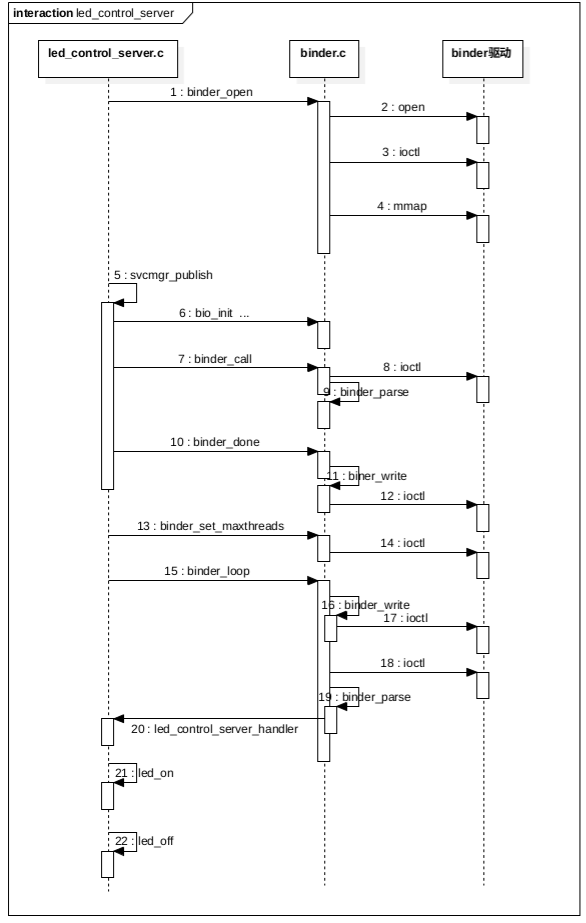 interaction led_control_server
led_control_server.c
binder.c
binder驱动
1 : binder_open
2 : open
3 : ioctl
4 : mmap
5 : svcmgr_publish
6 : bio_init ...
7 : binder_call
8 : ioctl
9 : binder_parse
10 : binder_done
11 : biner_write
12 : ioctl
13 : binder_set_maxthreads
14 : ioctl
15 : binder_loop
16 : binder_write
17 : ioctl
18 : ioctl
19 : binder_parse
20 : led_control_server_handler
21 : led_on
22 : led_off